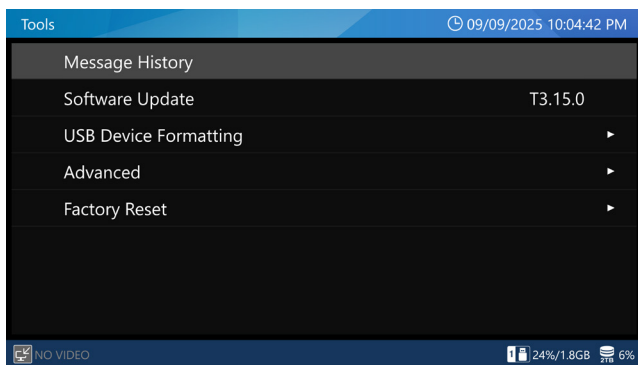 Tools 09/09/2025 10:04:42 PM
Message History
Software Update T3.15.0
USB Device Formatting
Advanced
Factory Reset
NO VIDEO 1 24%/1.8GB 2TB 6%